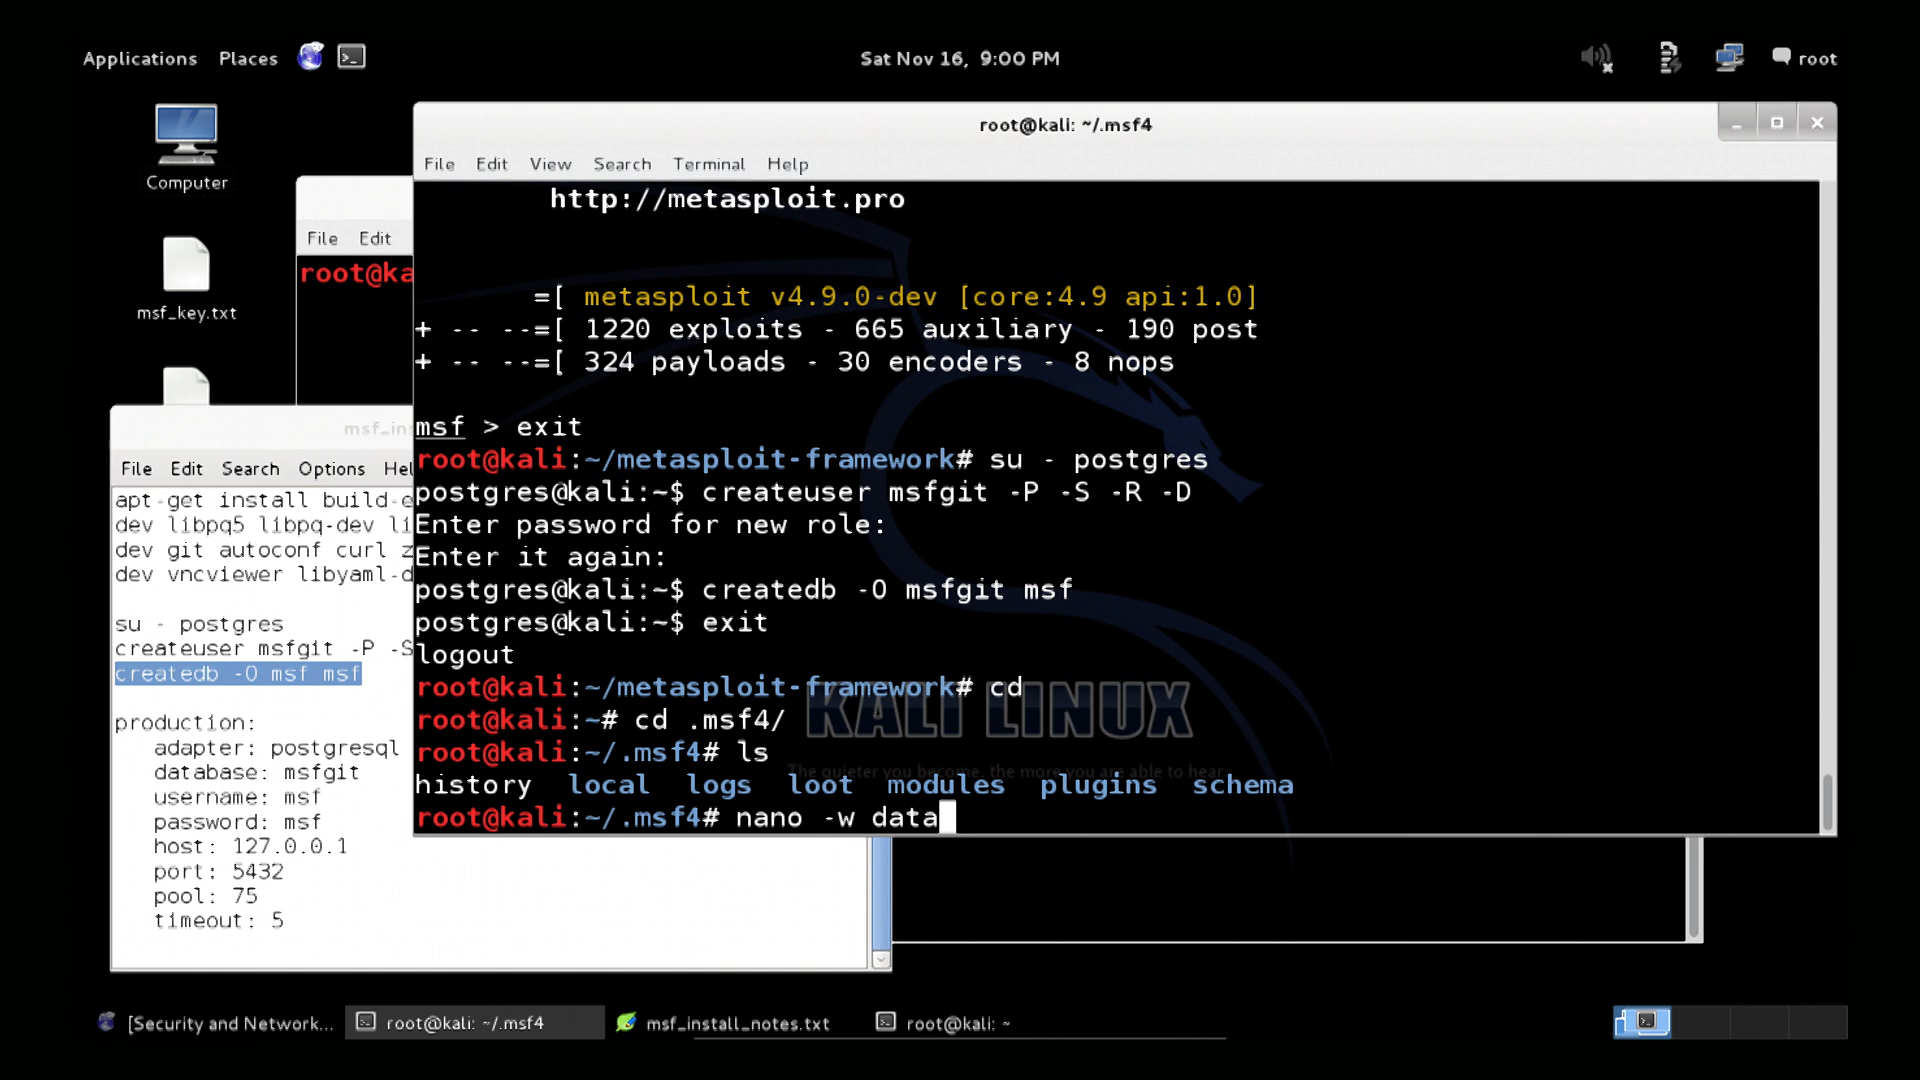 Applications Places
Sat Nov 16, 9:00 PM
root
Computer
msf_key.txt
File Edit
root@ka
root@kali: ~/.msf4
File Edit View Search Terminal Help
http://metasploit.pro
=[ metasploit v4.9.0-dev [core:4.9 api:1.0]
+ -- --=[ 1220 exploits - 665 auxiliary - 190 post
+ -- --=[ 324 payloads - 30 encoders - 8 nops
msf > exit
root@kali:~/metasploit-framework# su - postgres
postgres@kali:~$ createuser msfgit -P -S -R -D
Enter password for new role:
Enter it again:
postgres@kali:~$ createdb -O msfgit msf
postgres@kali:~$ exit
logout
root@kali:~/metasploit-framework# cd
root@kali:~# cd .msf4/
root@kali:~/.msf4# ls
history local logs loot modules plugins schema
root@kali:~/.msf4# nano -w data
KALI LINUX
The quieter you become, the more you are able to hear
msf_in
File Edit Search Options Hel
apt-get install build-e
dev libpq5 libpq-dev li
dev git autoconf curl z
dev vncviewer libyaml-d
su - postgres
createuser msfgit -P -S
createdb -O msf msf
production:
adapter: postgresql
database: msfgit
username: msf
password: msf
host: 127.0.0.1
port: 5432
pool: 75
timeout: 5
[Security and Network...
root@kali: ~/.msf4
msf_install_notes.txt
root@kali: ~